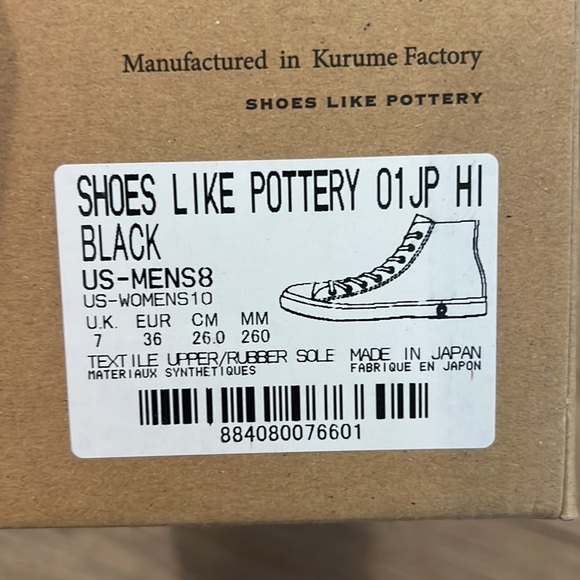 Manufactured in Kurume Factory
SHOES LIKE POTTERY
SHOES LIKE POTTERY 01JP HI
BLACK
US-MENS8
US-WOMENS10
U.K. EUR CM MM
7 36 26.0 260
TEXTILE UPPER/RUBBER SOLE MADE IN JAPAN
MATERIAUX SYNTHETIQUES FABRIQUE EN JAPON
884080076601